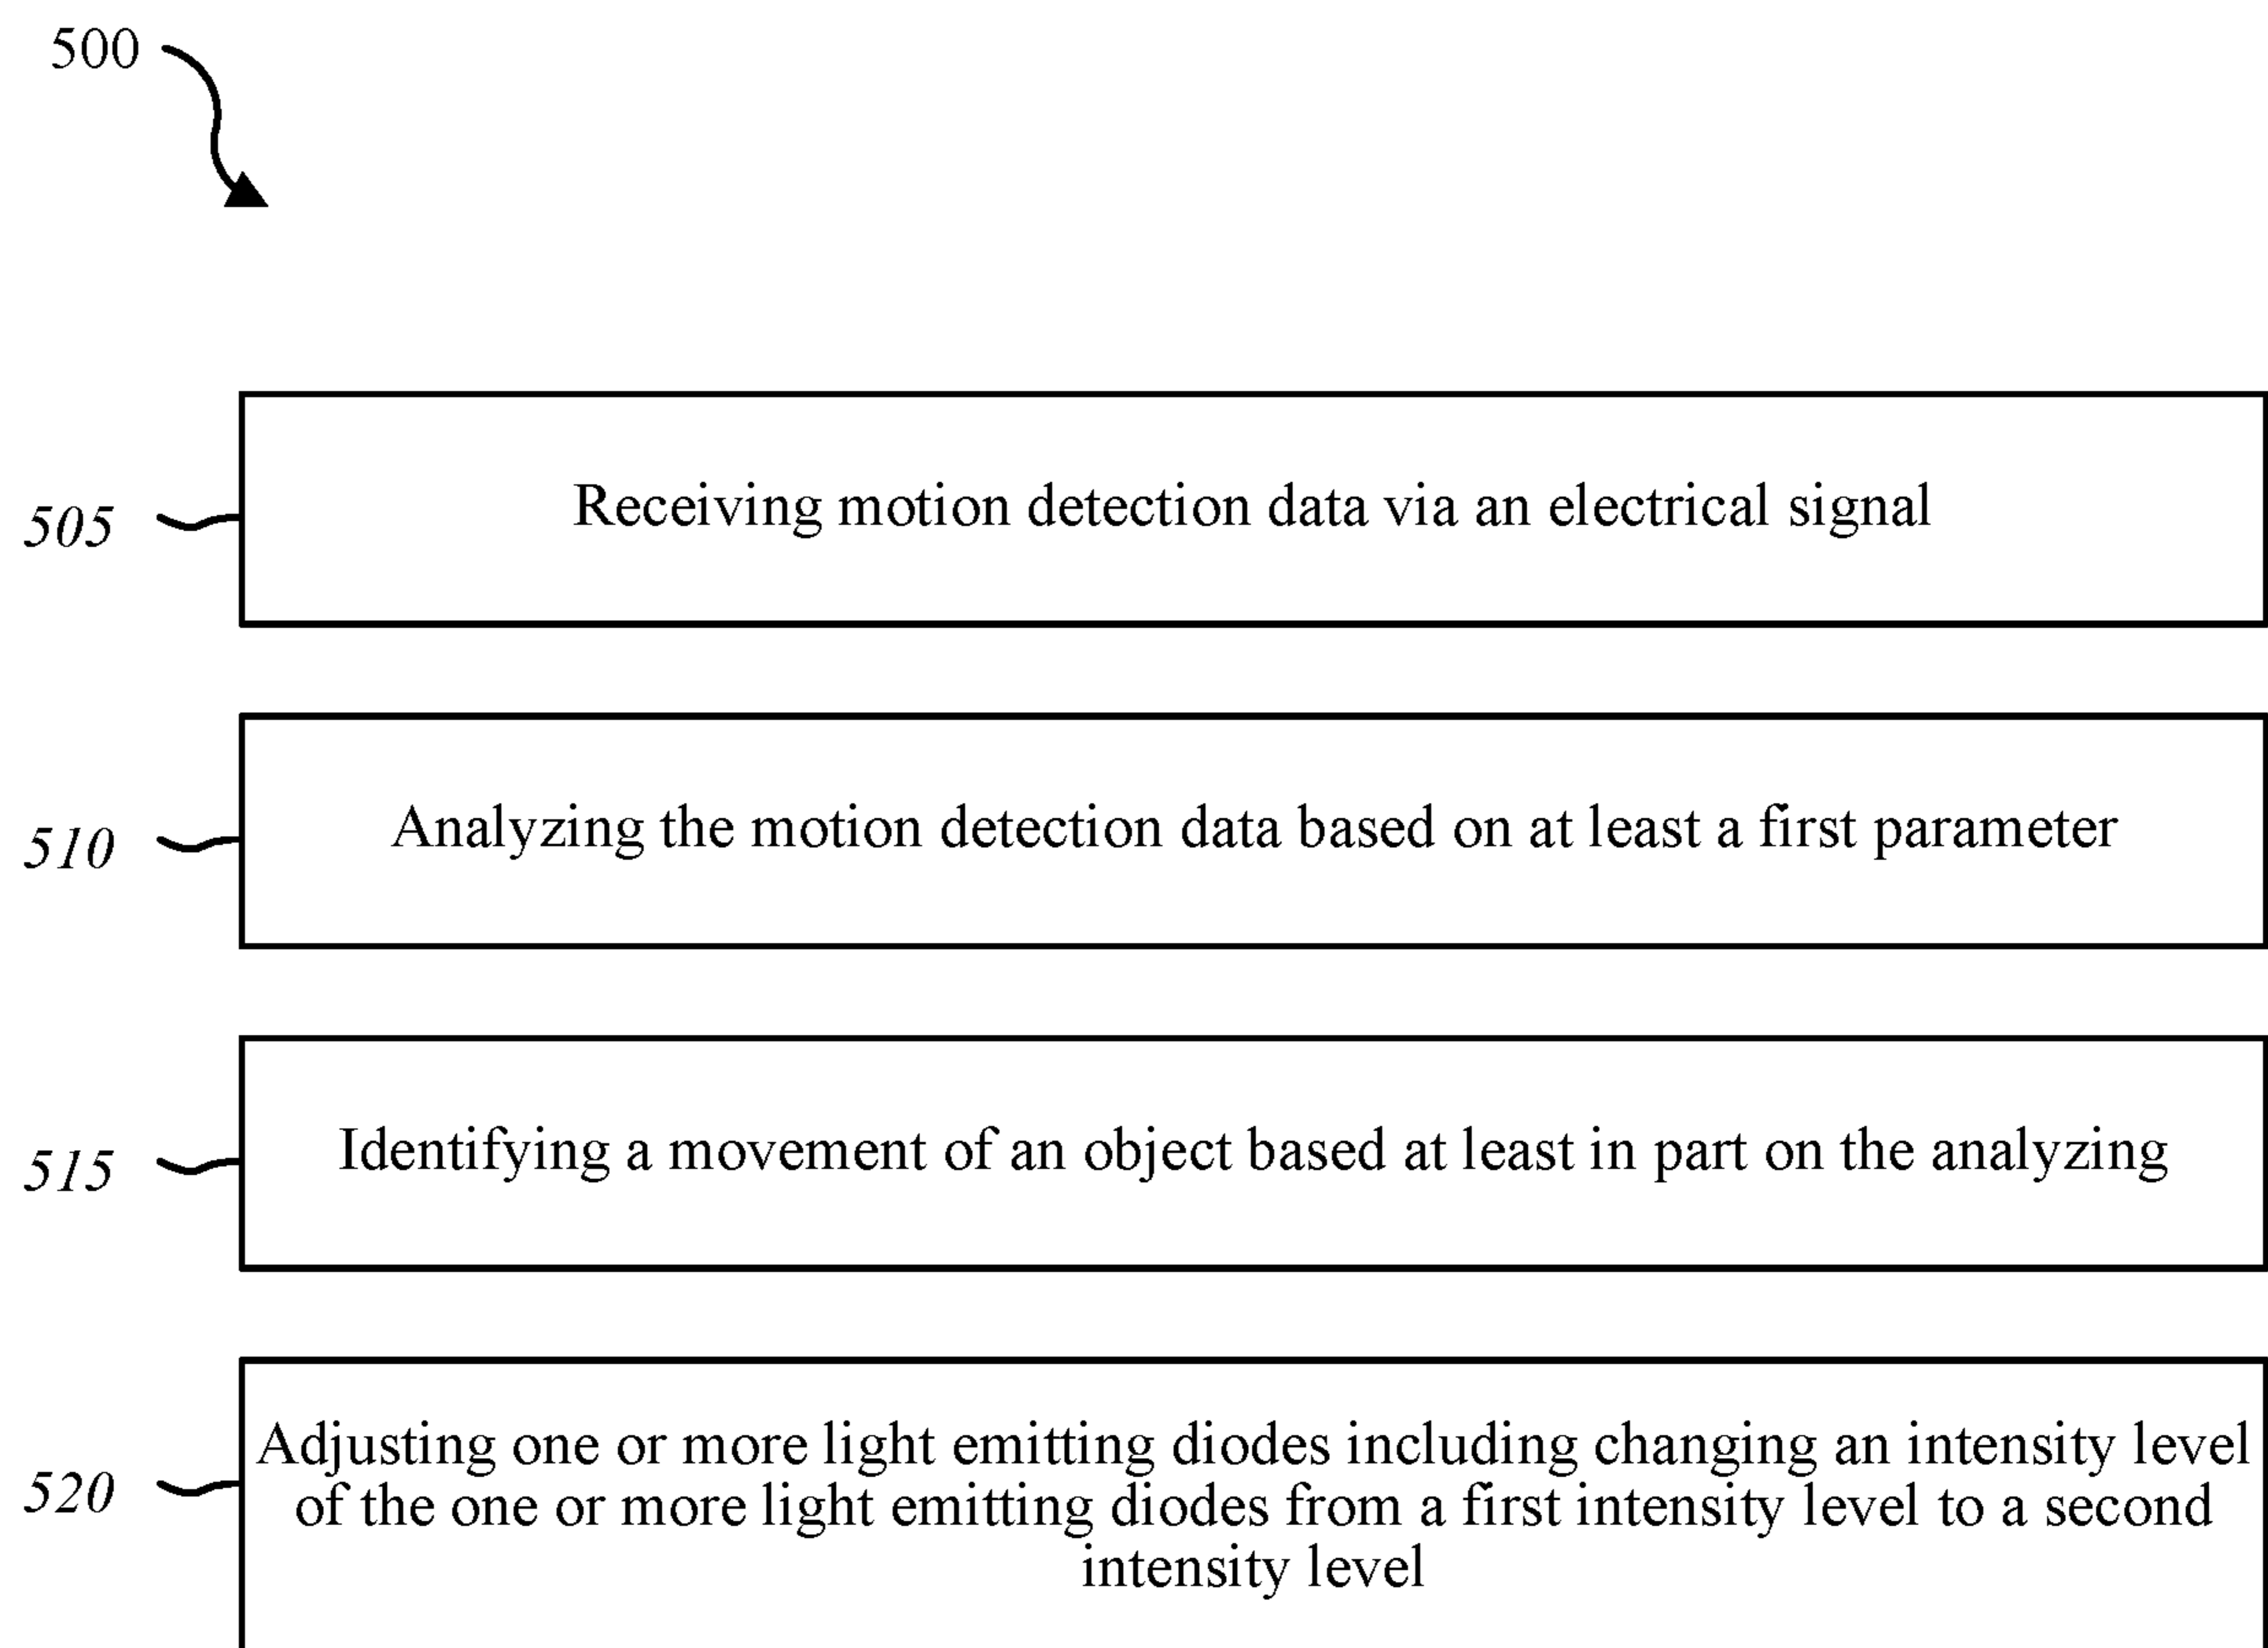 500
505
Receiving motion detection data via an electrical signal
510
Analyzing the motion detection data based on at least a first parameter
515
Identifying a movement of an object based at least in part on the analyzing
520
Adjusting one or more light emitting diodes including changing an intensity level
of the one or more light emitting diodes from a first intensity level to a second
intensity level